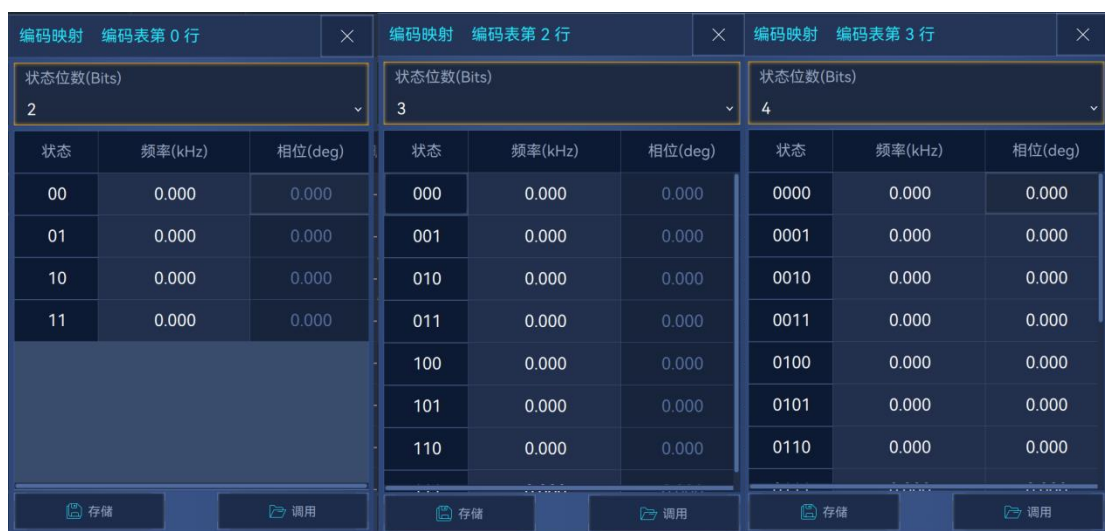 编码映射 编码表第 0 行
状态位数(Bits)
2
状态 频率(kHz) 相位(deg)
00 0.000 0.000
01 0.000 0.000
10 0.000 0.000
11 0.000 0.000
存储 调用
编码映射 编码表第 2 行
状态位数(Bits)
3
状态 频率(kHz) 相位(deg)
000 0.000 0.000
001 0.000 0.000
010 0.000 0.000
011 0.000 0.000
100 0.000 0.000
101 0.000 0.000
110 0.000 0.000
存储 调用
编码映射 编码表第 3 行
状态位数(Bits)
4
状态 频率(kHz) 相位(deg)
0000 0.000 0.000
0001 0.000 0.000
0010 0.000 0.000
0011 0.000 0.000
0100 0.000 0.000
0101 0.000 0.000
0110 0.000 0.000
存储 调用